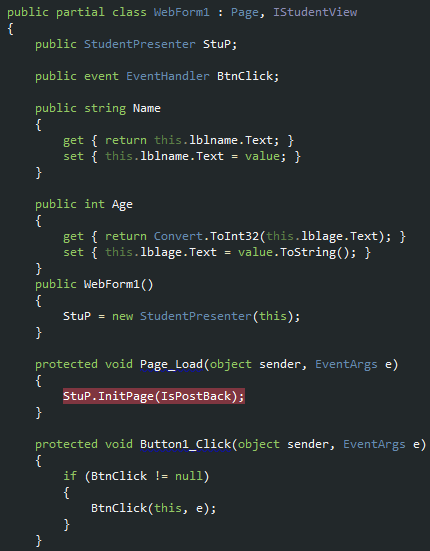 public partial class WebForm1 : Page, IStudentView
{
public StudentPresenter StuP;
public event EventHandler BtnClick;
public string Name
{
get { return this.lblname.Text; }
set { this.lblname.Text = value; }
}
public int Age
{
get { return Convert.ToInt32(this.lblage.Text); }
set { this.lblage.Text = value.ToString(); }
}
public WebForm1()
{
StuP = new StudentPresenter(this);
}
protected void Page_Load(object sender, EventArgs e)
{
StuP.InitPage(IsPostBack);
}
protected void Button1_Click(object sender, EventArgs e)
{
if (BtnClick != null)
{
BtnClick(this, e);
}
}